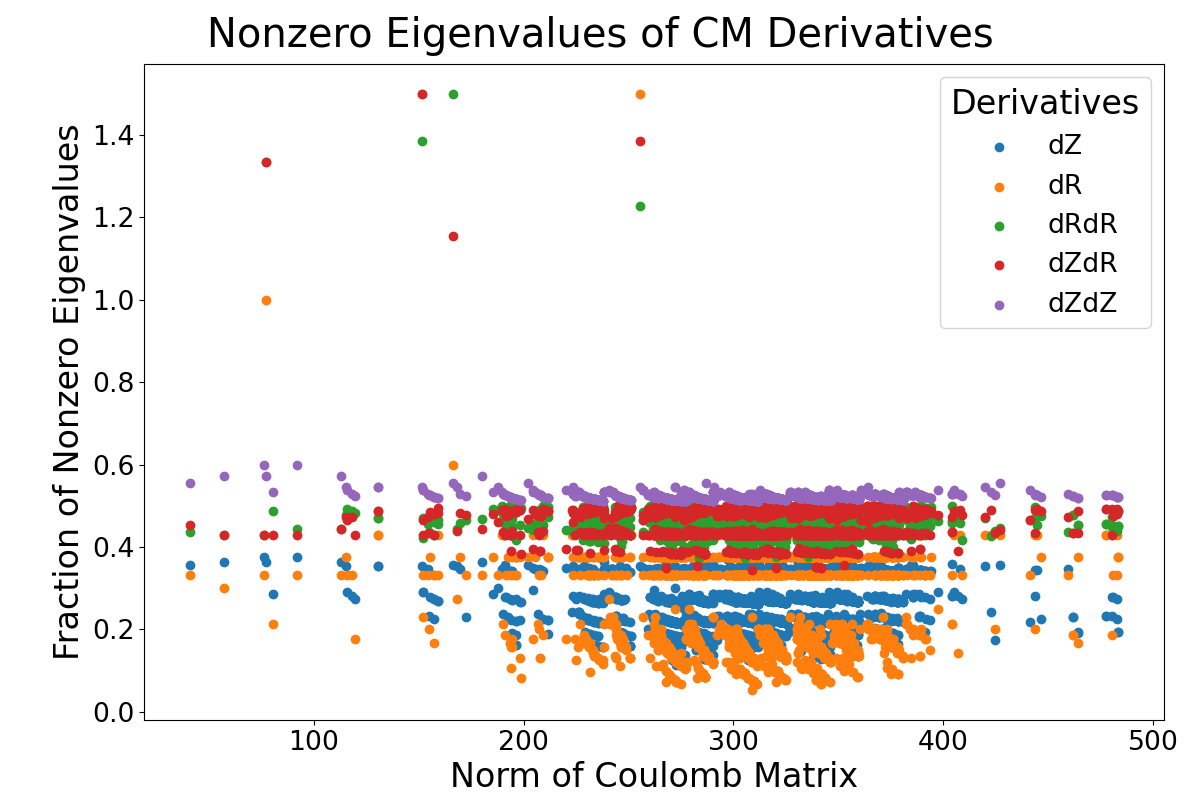 Nonzero Eigenvalues of CM Derivatives
Fraction of Nonzero Eigenvalues
1.4
1.2
1.0
0.8
0.6
0.4
0.2
0.0
Derivatives
dZ
dR
dRdR
dZdR
dZdZ
100
200
300
400
500
Norm of Coulomb Matrix